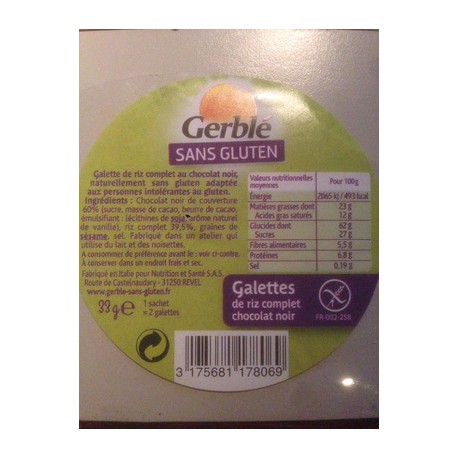 Gerblé
SANS GLUTEN
Galette de riz complet au chocolat noir,
naturellement sans gluten adaptée
aux personnes intolérantes au gluten.
Ingrédients : Chocolat noir de couverture
60% (sucre, masse de cacao, beurre de cacao,
émulsifiant : lécithines de soja, arôme naturel
de vanille), riz complet 39,5%, graines de
sésame, sel. Fabriqué dans un atelier qui
utilise du lait et des noisettes.
A consommer de préférence avant le : voir ci-contre.
À conserver dans un endroit frais et sec.
Fabriqué en Italie pour Nutrition et Santé S.A.S.
Route de Castelnaudary - 31250 REVEL
www.gerble-sans-gluten.fr
33 g e 1 sachet
= 2 galettes
Valeurs nutritionnelles moyennes Pour 100g
Énergie 2065 kJ / 493 kcal
Matières grasses dont 23 g
Acides gras saturés 12 g
Glucides dont 62 g
Sucres 27 g
Fibres alimentaires 5,5 g
Protéines 6,8 g
Sel 0,19 g
Galettes
de riz complet
chocolat noir
FR-002-258
3 175681 178069